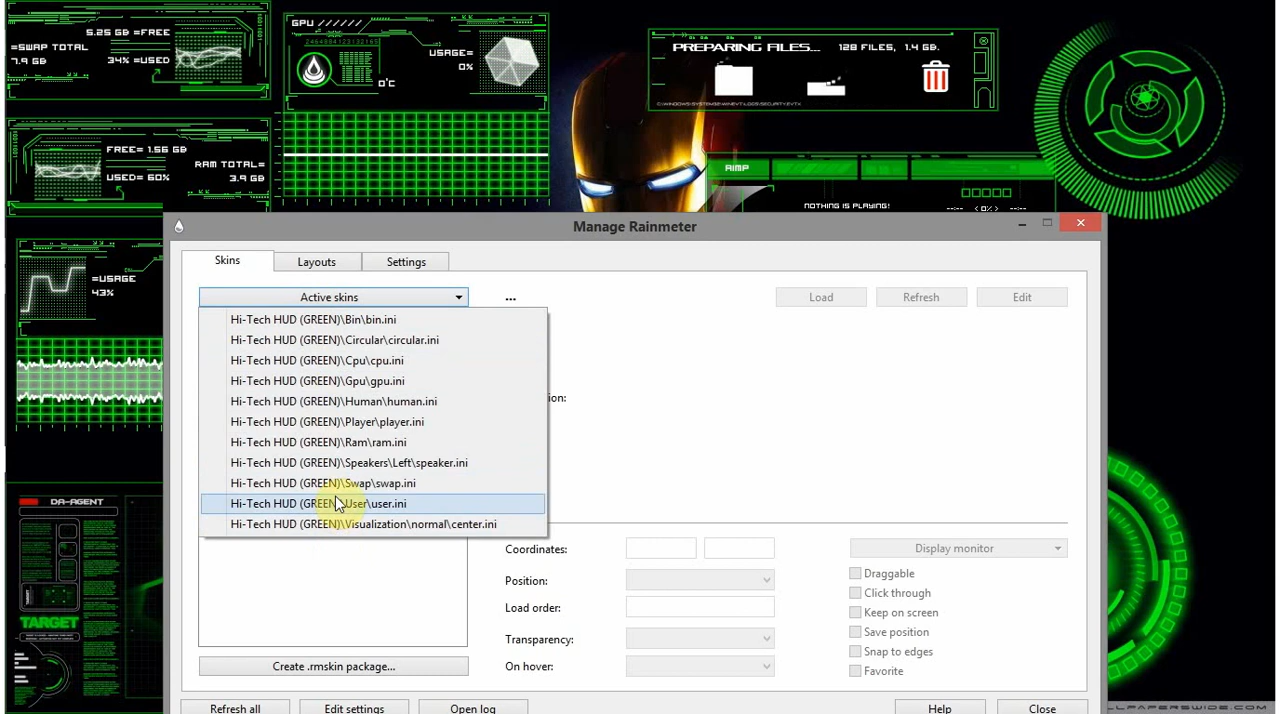 5.25 GB =FREE
=SWAP TOTAL
7.9 GB
34% =USED
GPU ///////
2464984123132165
USAGE=
0%
0°C
PREPARING FILES... 128 FILES, 1.4 GB.
FREE= 1.56 GB
RAM TOTAL=
USED= 60%
3.9 GB
AIMP
NOTHING IS PLAYING!
--:-- <0%> --:--
=USAGE
43%
Manage Rainmeter
Skins
Layouts
Settings
Active skins
...
Load
Refresh
Edit
Hi-Tech HUD (GREEN)\Bin\bin.ini
Hi-Tech HUD (GREEN)\Circular\circular.ini
Hi-Tech HUD (GREEN)\Cpu\cpu.ini
Hi-Tech HUD (GREEN)\Gpu\gpu.ini
Hi-Tech HUD (GREEN)\Human\human.ini
Hi-Tech HUD (GREEN)\Player\player.ini
Hi-Tech HUD (GREEN)\Ram\ram.ini
Hi-Tech HUD (GREEN)\Speakers\Left\speaker.ini
Hi-Tech HUD (GREEN)\Swap\swap.ini
Hi-Tech HUD (GREEN)\User\user.ini
Hi-Tech HUD (GREEN)\Visualization\normal\center.ini
on:
Coordinates:
Display monitor
Position:
Draggable
Click through
Load order:
Keep on screen
Save position
Transparency:
Snap to edges
On hover:
Favorite
Create .rmskin package...
Refresh all
Edit settings
Open log
Help
Close
DA-AGENT
TARGET
LLPAPERSWIDE.COM